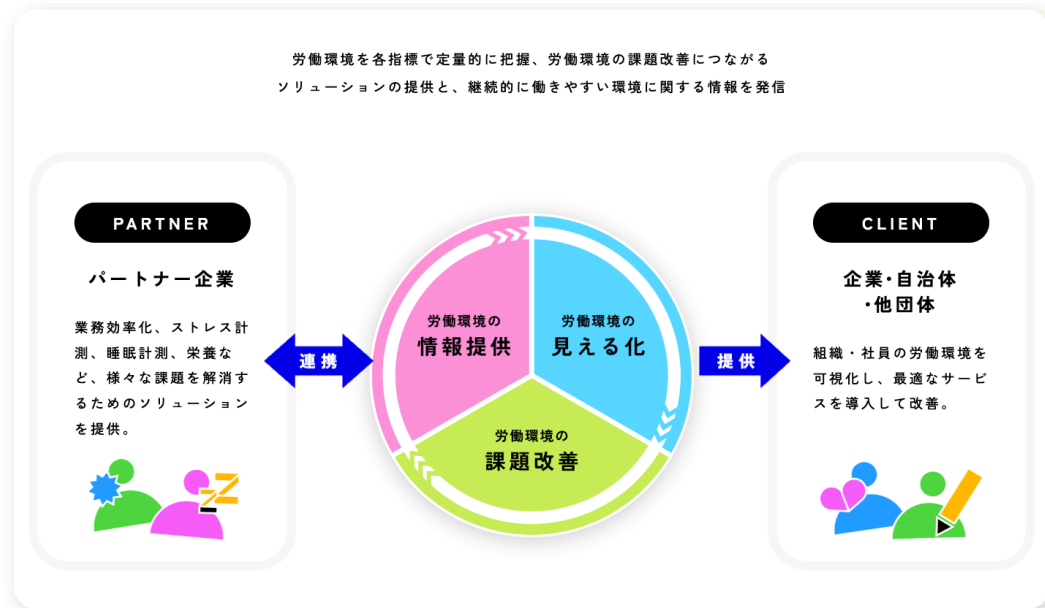 労働環境を各指標で定量的に把握、労働環境の課題改善につながる
ソリューションの提供と、継続的に働きやすい環境に関する情報を発信
PARTNER
パートナー企業
業務効率化、ストレス計
測、睡眠計測、栄養な
ど、様々な課題を解消す
るためのソリューション
を提供。
連携
労働環境の
情報提供
労働環境の
見える化
労働環境の
課題改善
提供
CLIENT
企業・自治体
・他団体
組織・社員の労働環境を
可視化し、最適なサービ
スを導入して改善。